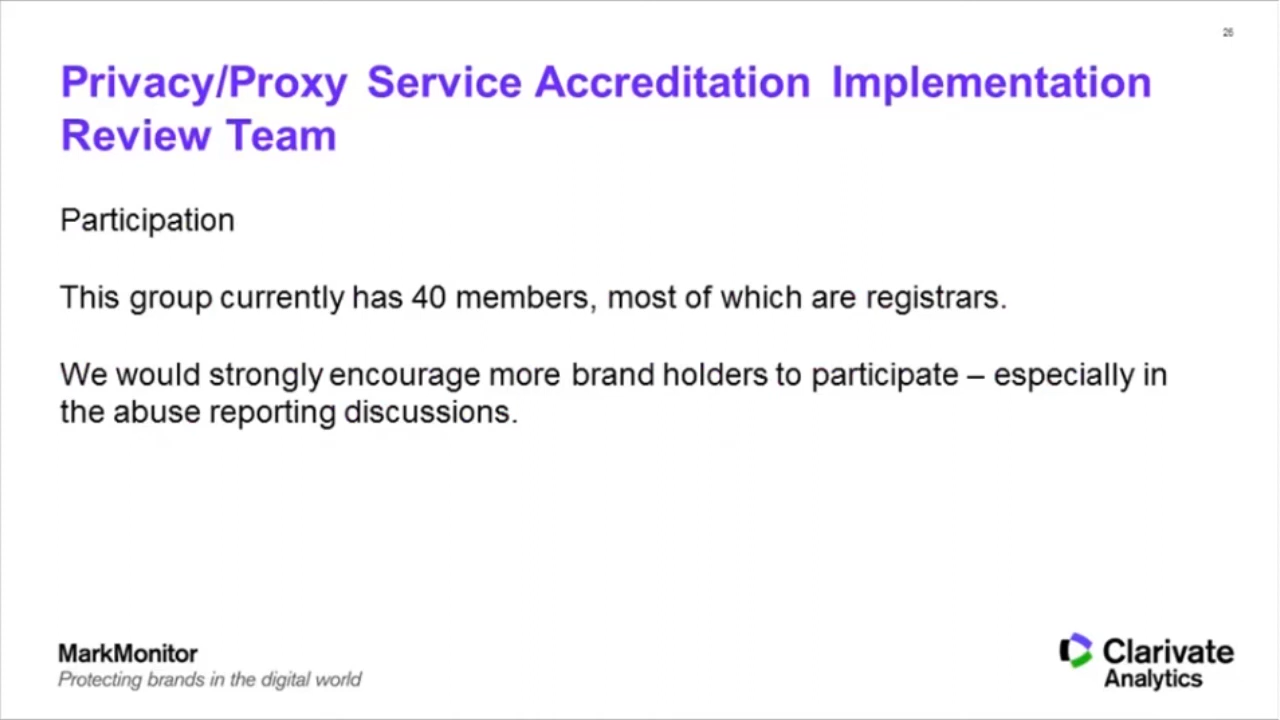 26
Privacy/Proxy Service Accreditation Implementation
Review Team
Participation
This group currently has 40 members, most of which are registrars.
We would strongly encourage more brand holders to participate – especially in
the abuse reporting discussions.
MarkMonitor
Protecting brands in the digital world
Clarivate
Analytics